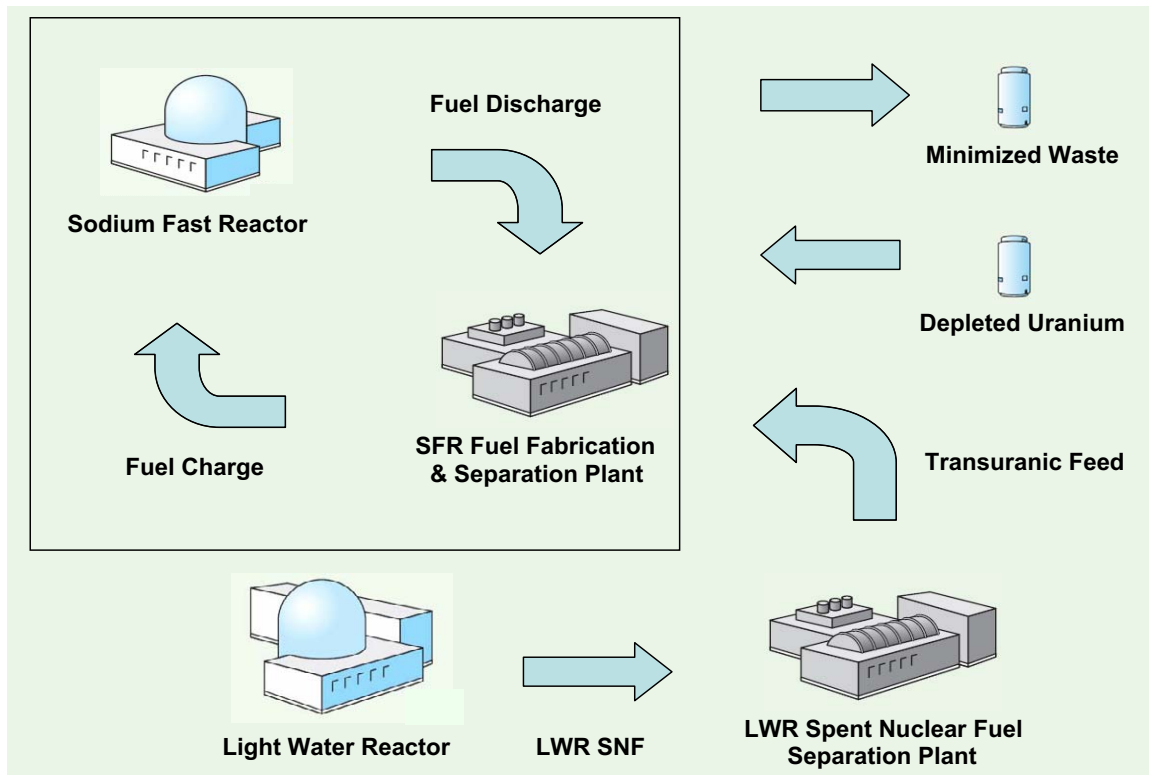 Fuel Discharge
Minimized Waste
Sodium Fast Reactor
Depleted Uranium
SFR Fuel Fabrication
& Separation Plant
Fuel Charge
Transuranic Feed
Light Water Reactor
LWR SNF
LWR Spent Nuclear Fuel
Separation Plant